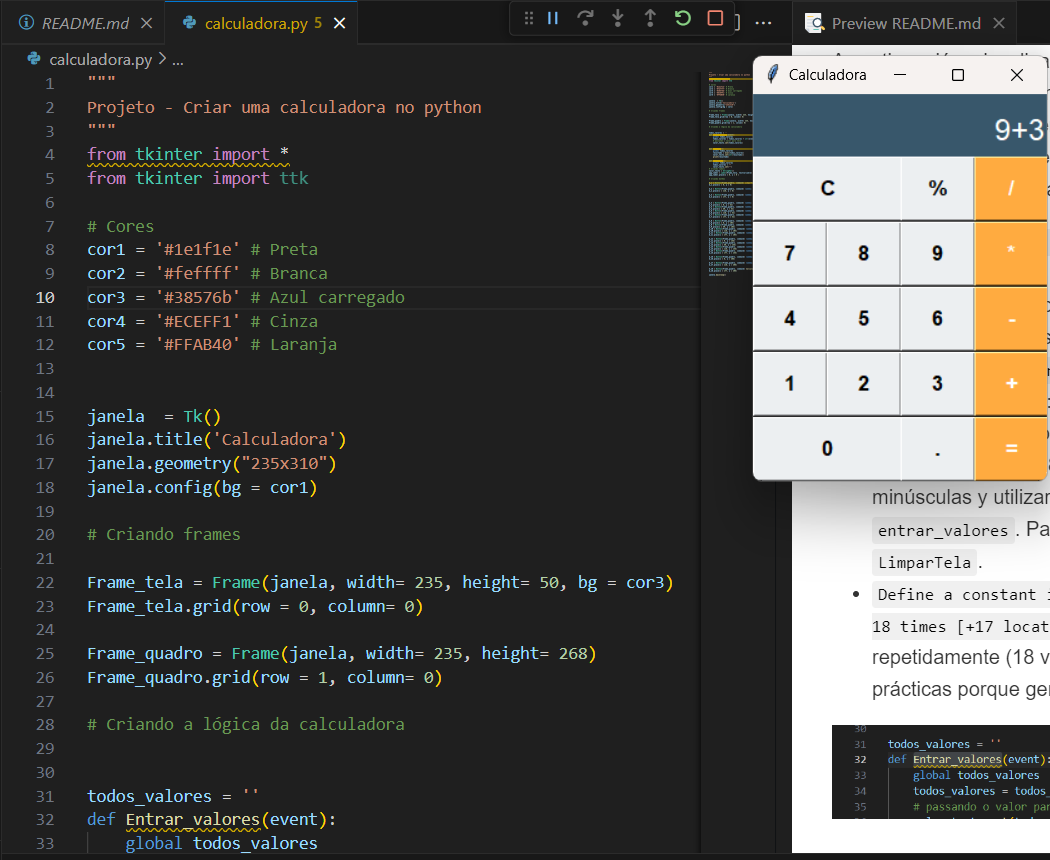 README.md
calculadora.py 5
Preview README.md
calculadora.py > ...
1 """
2 Projeto - Criar uma calculadora no python
3 """
4 from tkinter import *
5 from tkinter import ttk
6
7 # Cores
8 cor1 = '#1e1f1e' # Preta
9 cor2 = '#feffff' # Branca
10 cor3 = '#38576b' # Azul carregado
11 cor4 = '#ECEFF1' # Cinza
12 cor5 = '#FFAB40' # Laranja
13
14
15 janela  = Tk()
16 janela.title('Calculadora')
17 janela.geometry("235x310")
18 janela.config(bg = cor1)
19
20 # Criando frames
21
22 Frame_tela = Frame(janela, width= 235, height= 50, bg = cor3)
23 Frame_tela.grid(row = 0, column= 0)
24
25 Frame_quadro = Frame(janela, width= 235, height= 268)
26 Frame_quadro.grid(row = 1, column= 0)
27
28 # Criando a lógica da calculadora
29
30
31 todos_valores = ''
32 def Entrar_valores(event):
33 global todos_valores
Calculadora
9+3
C % /
7 8 9 *
4 5 6 -
1 2 3 +
0 . =
minúsculas y utilizar
entrar_valores . Pa
LimparTela .
Define a constant i
18 times [+17 locat
repetidamente (18 v
prácticas porque gen
30
31 todos_valores = ''
32 def Entrar_valores(event):
33 global todos_valores
34 todos_valores = todos_
35 # passando o valor par